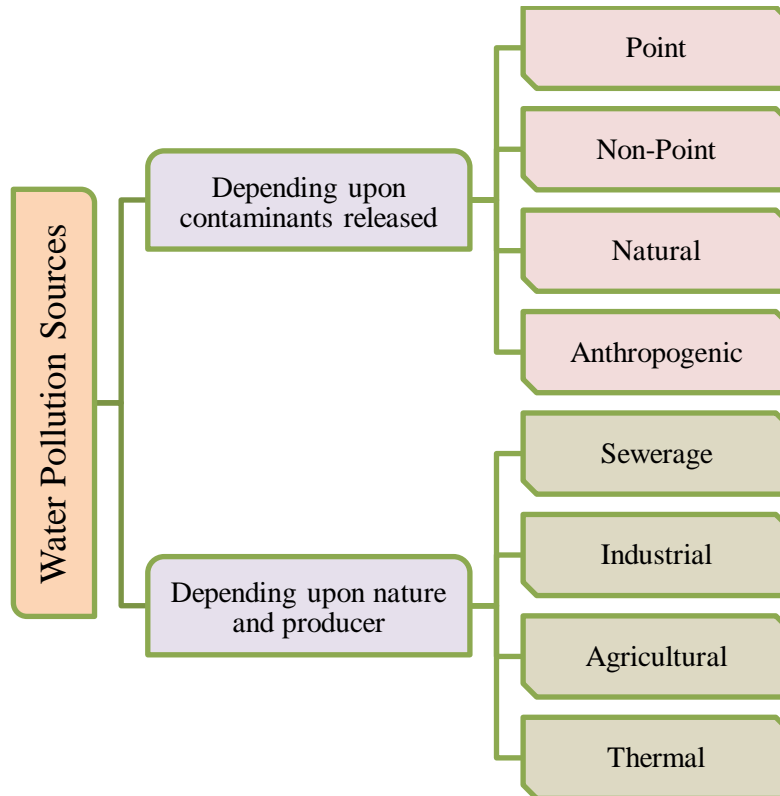 Water Pollution Sources
Depending upon
contaminants released
Point
Non-Point
Natural
Anthropogenic
Depending upon nature
and producer
Sewerage
Industrial
Agricultural
Thermal